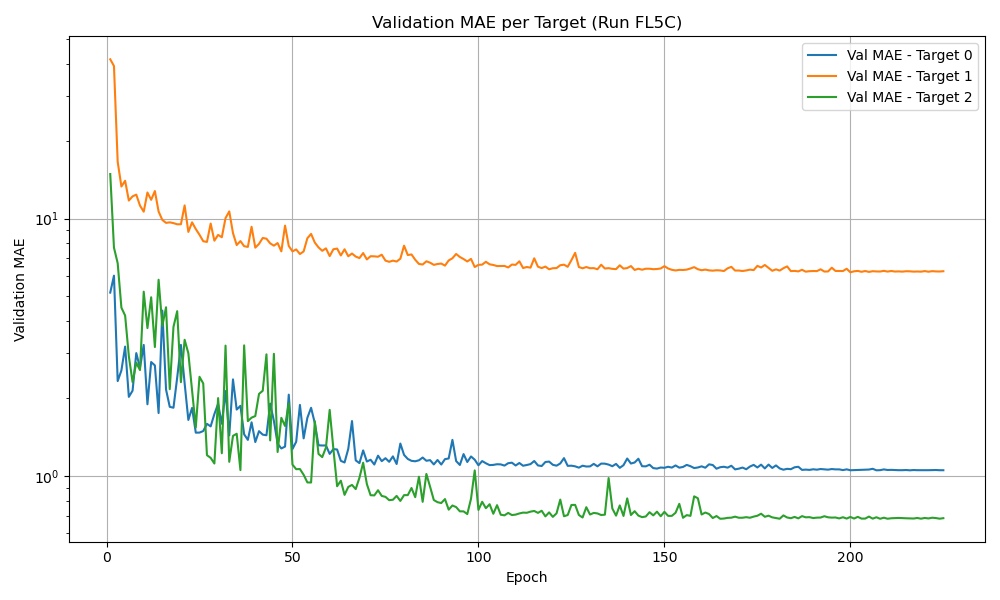 Validation MAE per Target (Run FL5C)
Val MAE - Target 0
Val MAE - Target 1
Val MAE - Target 2
Validation MAE
10¹
10⁰
0 50 100 150 200
Epoch